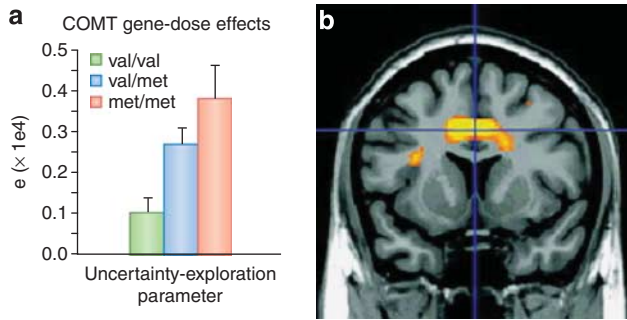 a
COMT gene-dose effects
val/val
val/met
met/met
0.5
0.4
0.3
0.2
0.1
0.0
e (× 1e4)
Uncertainty-exploration
parameter
b